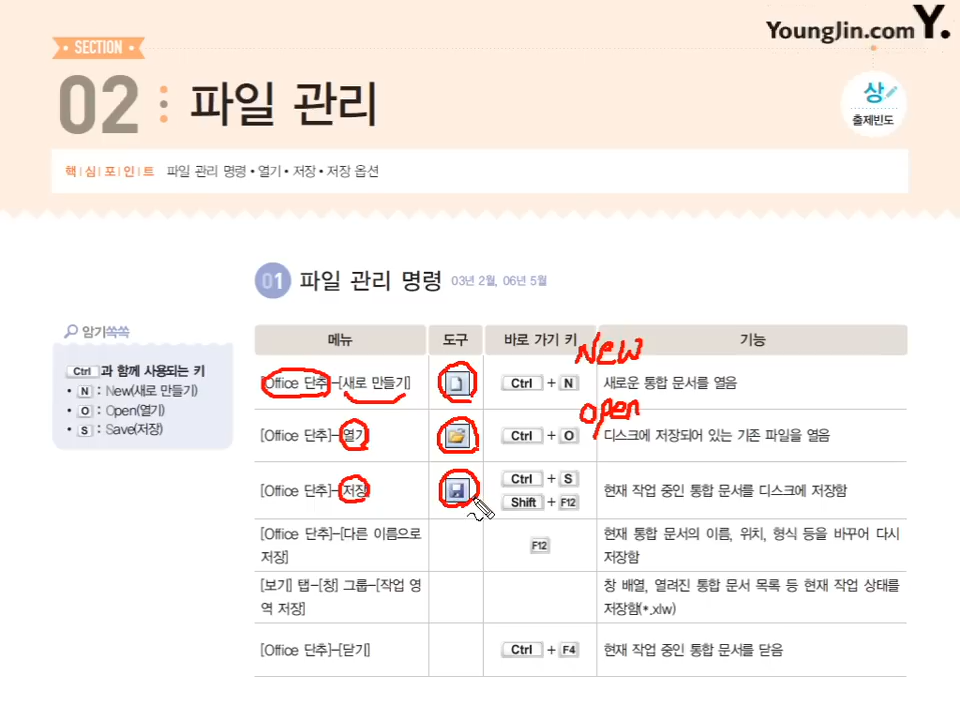 YoungJin.com Y.
SECTION
02 파일 관리
상
출제빈도
핵|심|포|인|트 파일 관리 명령 • 열기 • 저장 • 저장 옵션
01 파일 관리 명령 03년 2월, 06년 5월
암기쏙쏙
Ctrl 과 함께 사용되는 키
• N : New(새로 만들기)
• O : Open(열기)
• S : Save(저장)
메뉴 도구 바로 가기 키 기능
New
[Office 단추]-[새로 만들기] Ctrl + N 새로운 통합 문서를 열음
open
[Office 단추]-[열기] Ctrl + O 디스크에 저장되어 있는 기존 파일을 열음
[Office 단추]-[저장] Ctrl + S 현재 작업 중인 통합 문서를 디스크에 저장함
Shift + F12
[Office 단추]-[다른 이름으로 F12 현재 통합 문서의 이름, 위치, 형식 등을 바꾸어 다시
저장] 저장함
[보기] 탭-[창] 그룹-[작업 영 창 배열, 열려진 통합 문서 목록 등 현재 작업 상태를
역 저장] 저장함(*.xlw)
[Office 단추]-[닫기] Ctrl + F4 현재 작업 중인 통합 문서를 닫음